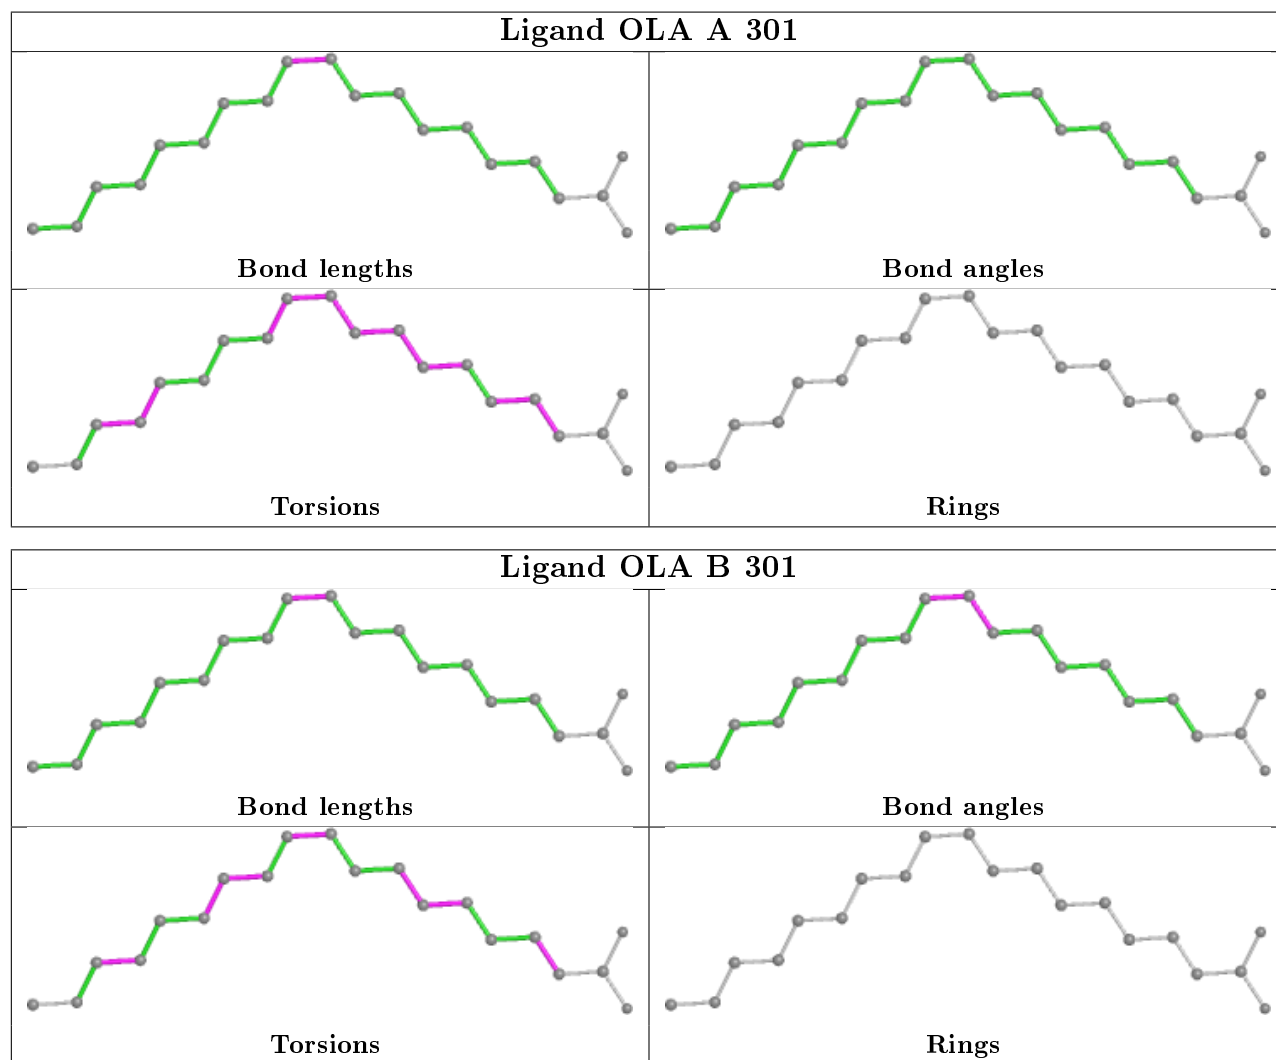 Ligand OLA A 301
Bond lengths
Bond angles
Torsions
Rings
Ligand OLA B 301
Bond lengths
Bond angles
Torsions
Rings